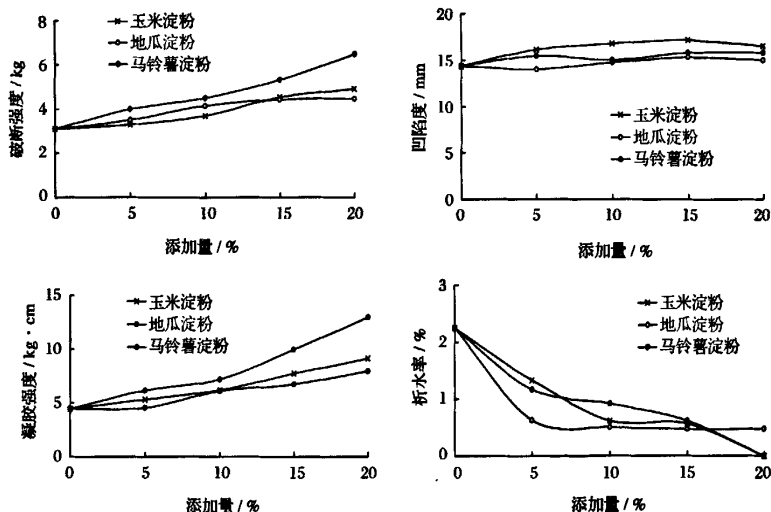 玉米淀粉
地瓜淀粉
马铃薯淀粉
破断强度 / kg
8
6
4
2
0
0 5 10 15 20
添加量 / %
20
15
10
5
0
凹陷度 / mm
玉米淀粉
地瓜淀粉
马铃薯淀粉
0 5 10 15 20
添加量 / %
15
10
5
0
凝胶强度 / kg · cm
玉米淀粉
地瓜淀粉
马铃薯淀粉
0 5 10 15 20
添加量 / %
3
2
1
0
析水率 / %
玉米淀粉
地瓜淀粉
马铃薯淀粉
0 5 10 15 20
添加量 / %